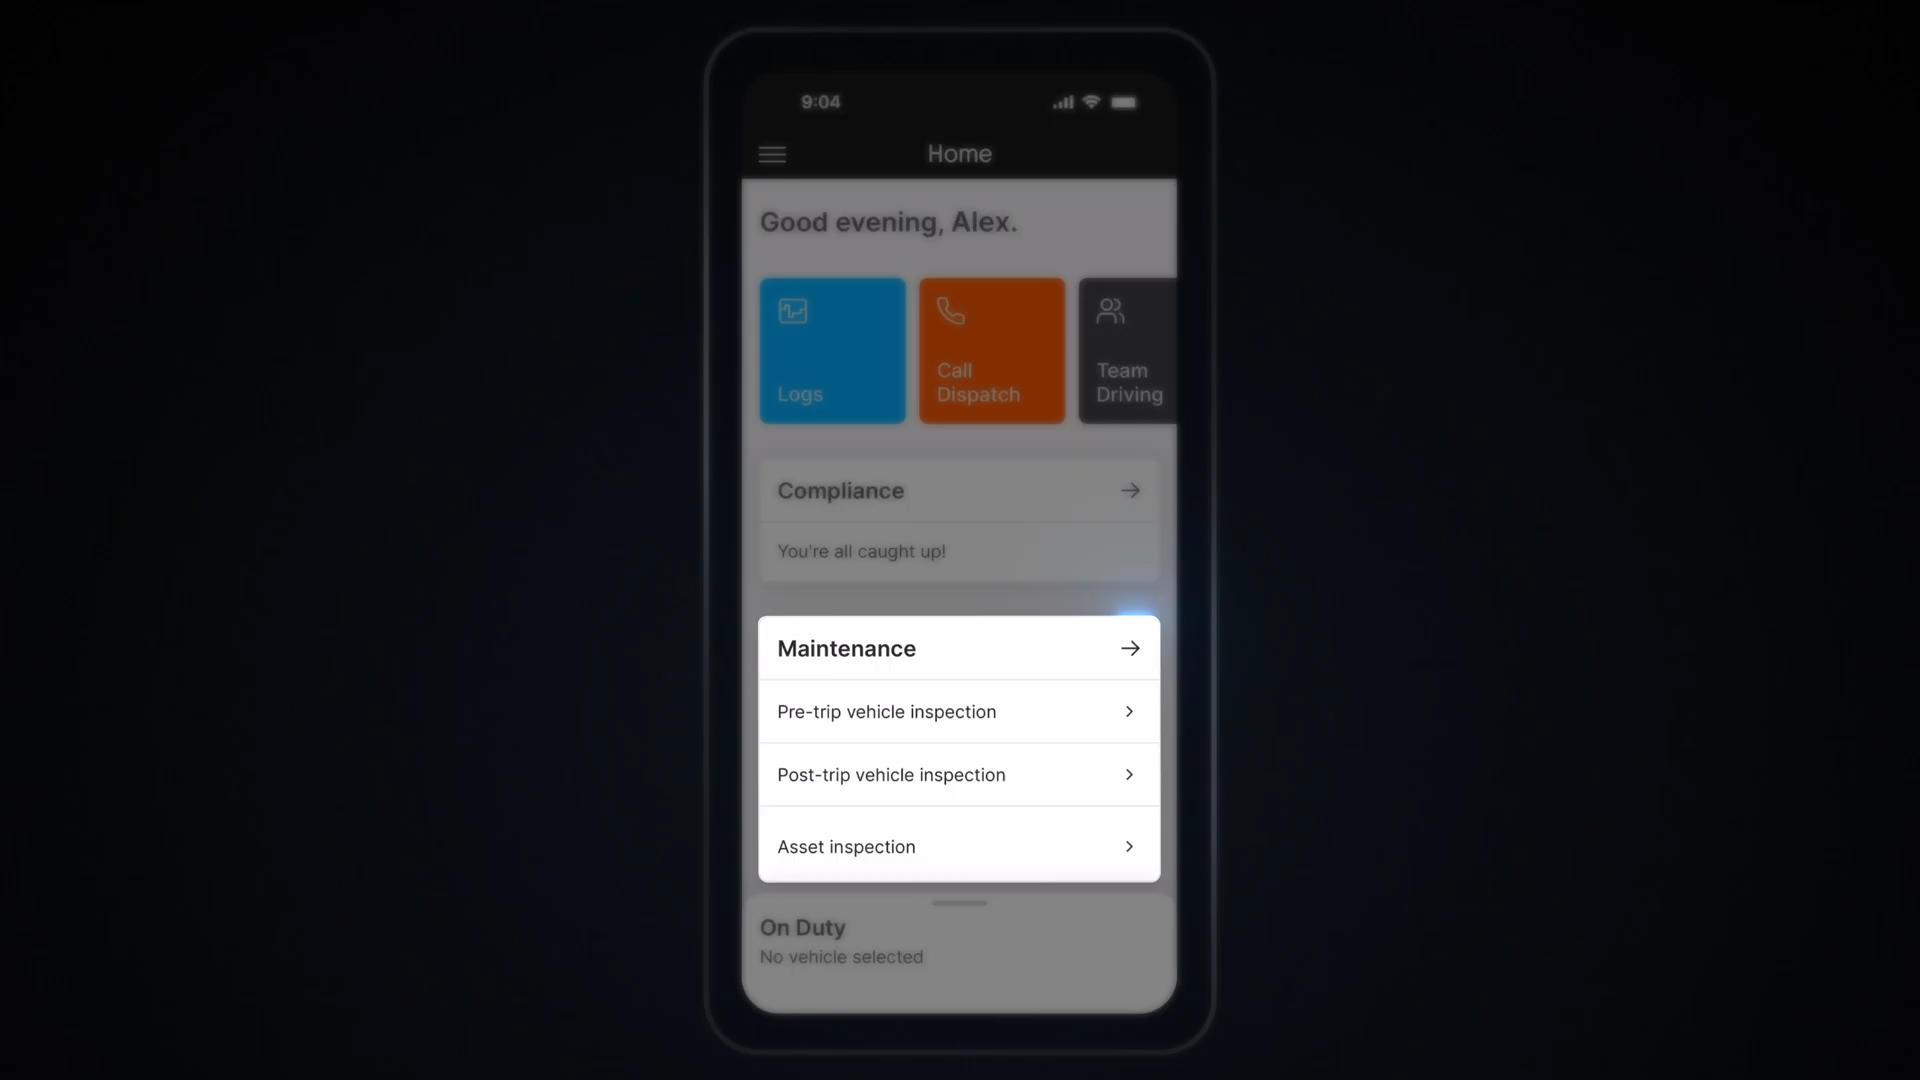 9:04
Home
Good evening, Alex.
Logs
Call
Dispatch
Team
Driving
Compliance
You're all caught up!
Maintenance
Pre-trip vehicle inspection
Post-trip vehicle inspection
Asset inspection
On Duty
No vehicle selected